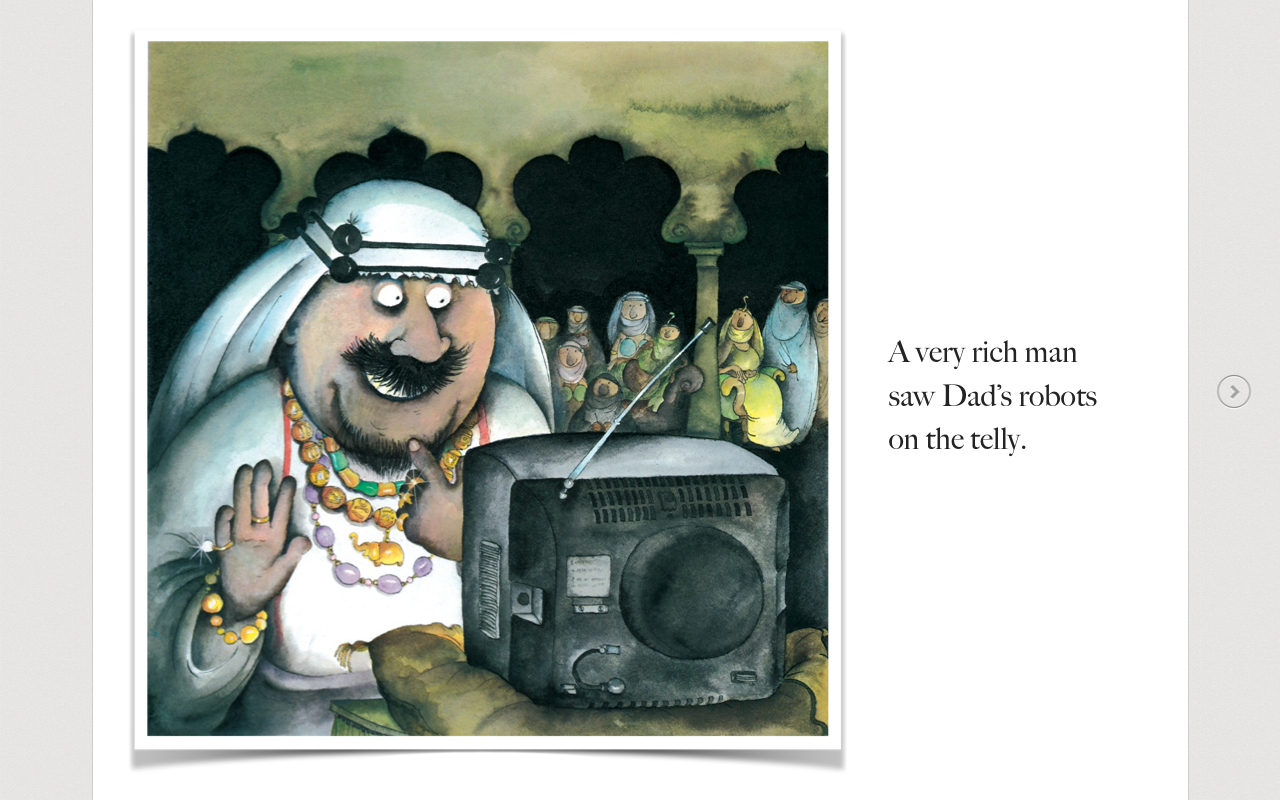 A very rich man
saw Dad’s robots
on the telly.